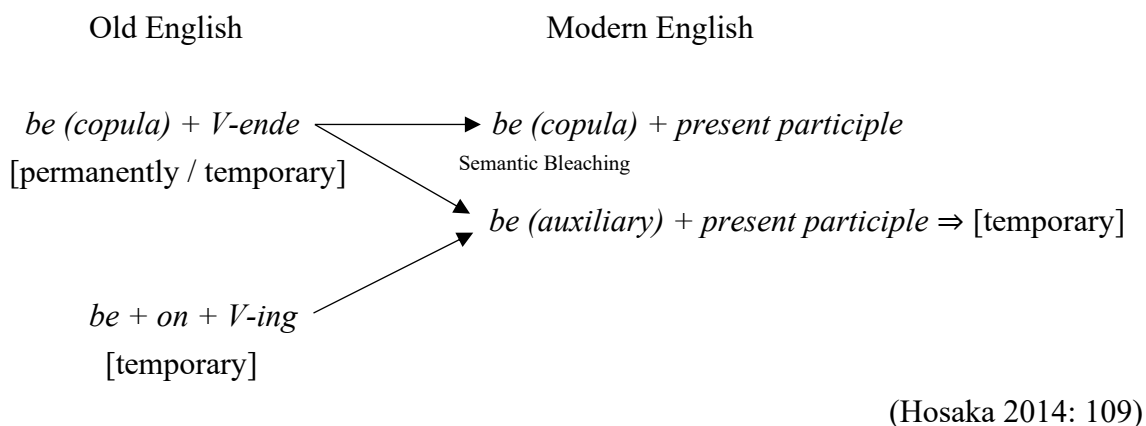 Old English Modern English
be (copula) + V-ende be (copula) + present participle
[permanently / temporary] Semantic Bleaching
be (auxiliary) + present participle ⇒ [temporary]
be + on + V-ing
[temporary]
(Hosaka 2014: 109)